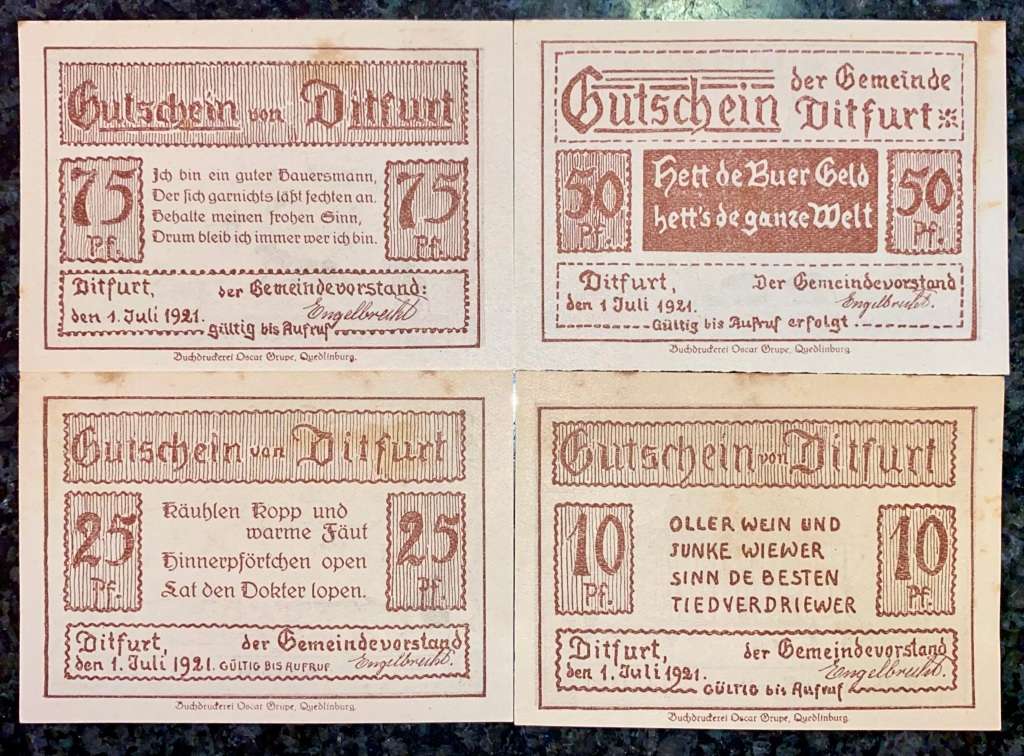 Gutschein von Ditfurt
75 Pf.
Ich bin ein guter Bauersmann,
Der sich garnichts läßt fechten an.
Behalte meinen frohen Sinn,
Drum bleib ich immer wer ich bin.
75 Pf.
Ditfurt, der Gemeindevorstand:
den 1. Juli 1921. Engelbrecht.
gültig bis Aufruf
Buchdruckerei Oscar Grupe, Quedlinburg.
Gutschein der Gemeinde
Ditfurt
50 Pf.
Hett de Buer Geld
hett's de ganze Welt
50 Pf.
Ditfurt, Der Gemeindevorstand
den 1 Juli 1921. Engelbrecht.
Gültig bis Aufruf erfolgt
Buchdruckerei Oscar Grupe, Quedlinburg.
Gutschein von Ditfurt
25 Pf.
Käuhlen Kopp und
warme Fäut
Hinnerpförtchen open
Lat den Dokter lopen.
25 Pf.
Ditfurt, der Gemeindevorstand
den 1. Juli 1921. GÜLTIG BIS AUFRUF Engelbrecht.
Buchdruckerei Oscar Grupe, Quedlinburg.
Gutschein von Ditfurt
10 Pf.
OLLER WEIN UND
JUNKE WIEWER
SINN DE BESTEN
TIEDVERDRIEWER
10 Pf.
Ditfurt, der Gemeindevorstand
den 1. Juli 1921. Engelbrecht.
GÜLTIG bis Aufruf
Buchdruckerei Oscar Grupe, Quedlinburg.